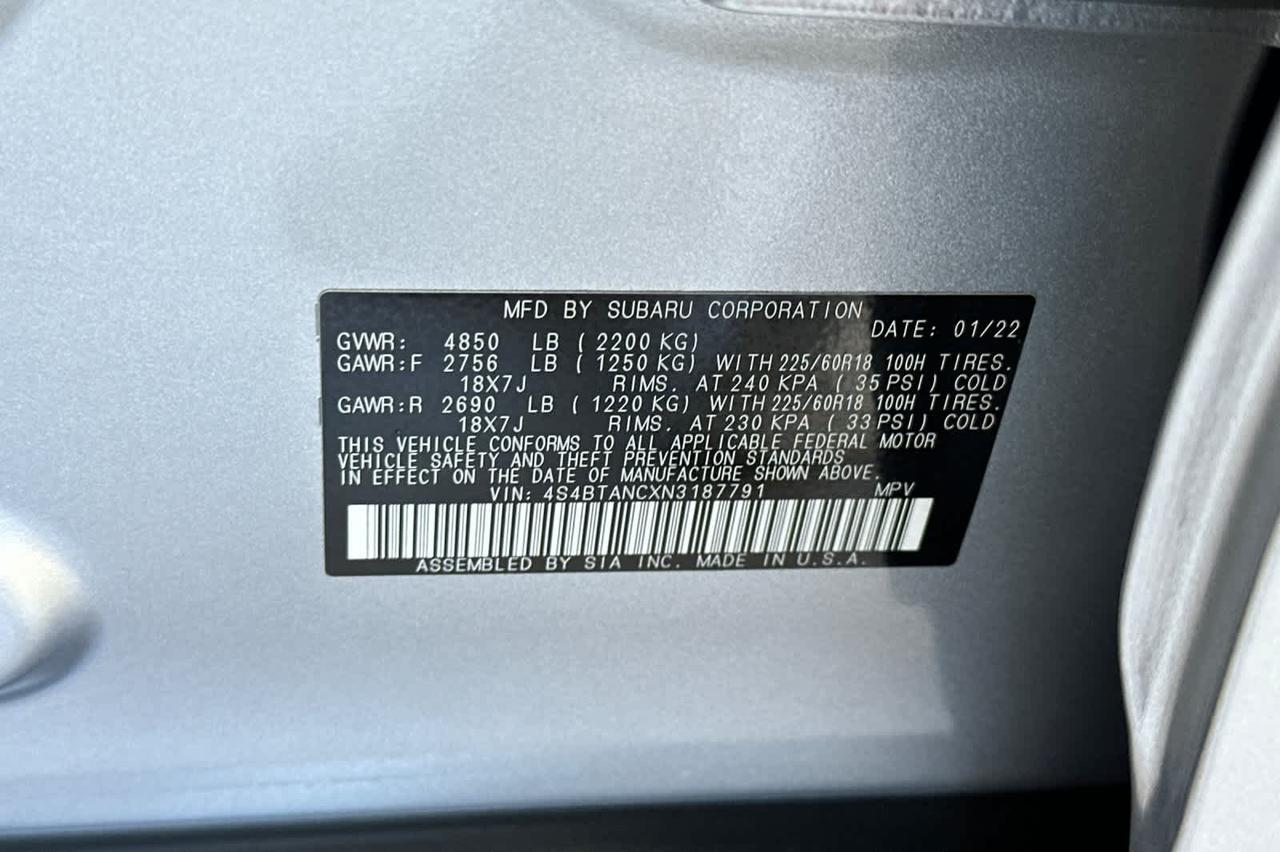 MFD BY SUBARU CORPORATION
DATE: 01/22
GVWR: 4850 LB ( 2200 KG)
GAWR:F 2756 LB ( 1250 KG) WITH 225/60R18 100H TIRES.
18X7J RIMS. AT 240 KPA ( 35 PSI) COLD
GAWR:R 2690 LB ( 1220 KG) WITH 225/60R18 100H TIRES.
18X7J RIMS. AT 230 KPA ( 33 PSI) COLD
THIS VEHICLE CONFORMS TO ALL APPLICABLE FEDERAL MOTOR
VEHICLE SAFETY AND THEFT PREVENTION STANDARDS
IN EFFECT ON THE DATE OF MANUFACTURE SHOWN ABOVE.
VIN: 4S4BTANCXN3187791 MPV
ASSEMBLED BY SIA INC. MADE IN U.S.A.